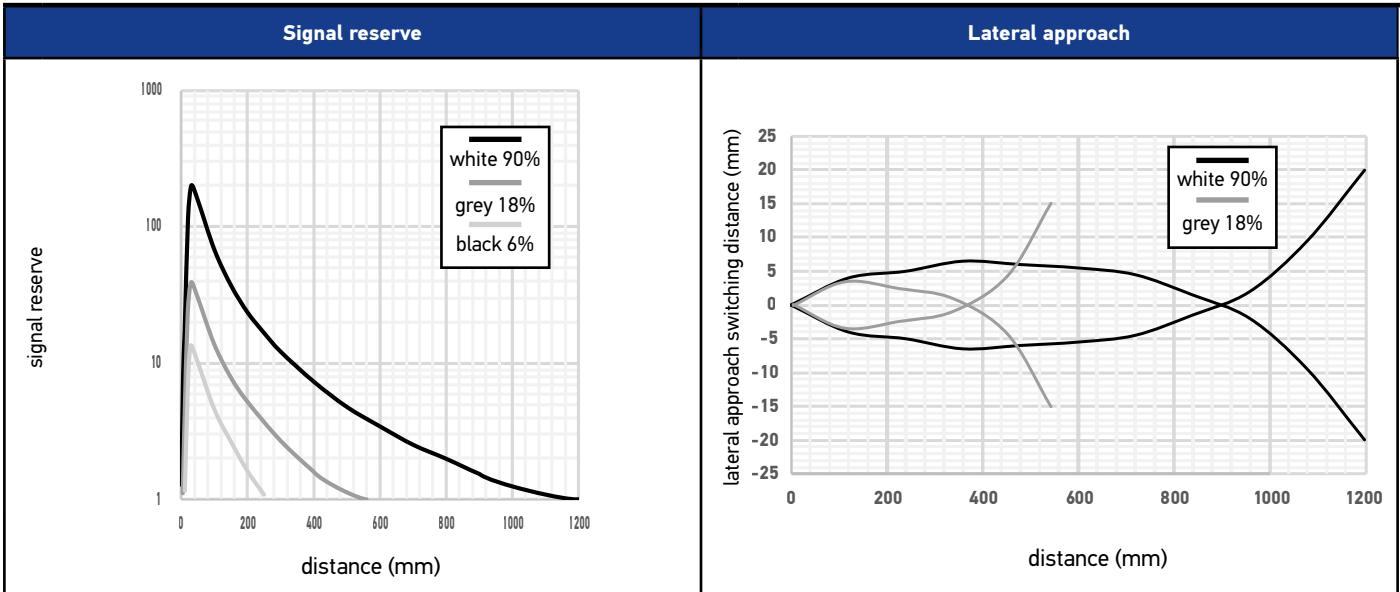 Signal reserve
Lateral approach
signal reserve
1000
100
10
1
white 90%
grey 18%
black 6%
0 200 400 600 800 1000 1200
distance (mm)
lateral approach switching distance (mm)
25
20
15
10
5
0
-5
-10
-15
-20
-25
white 90%
grey 18%
0 200 400 600 800 1000 1200
distance (mm)